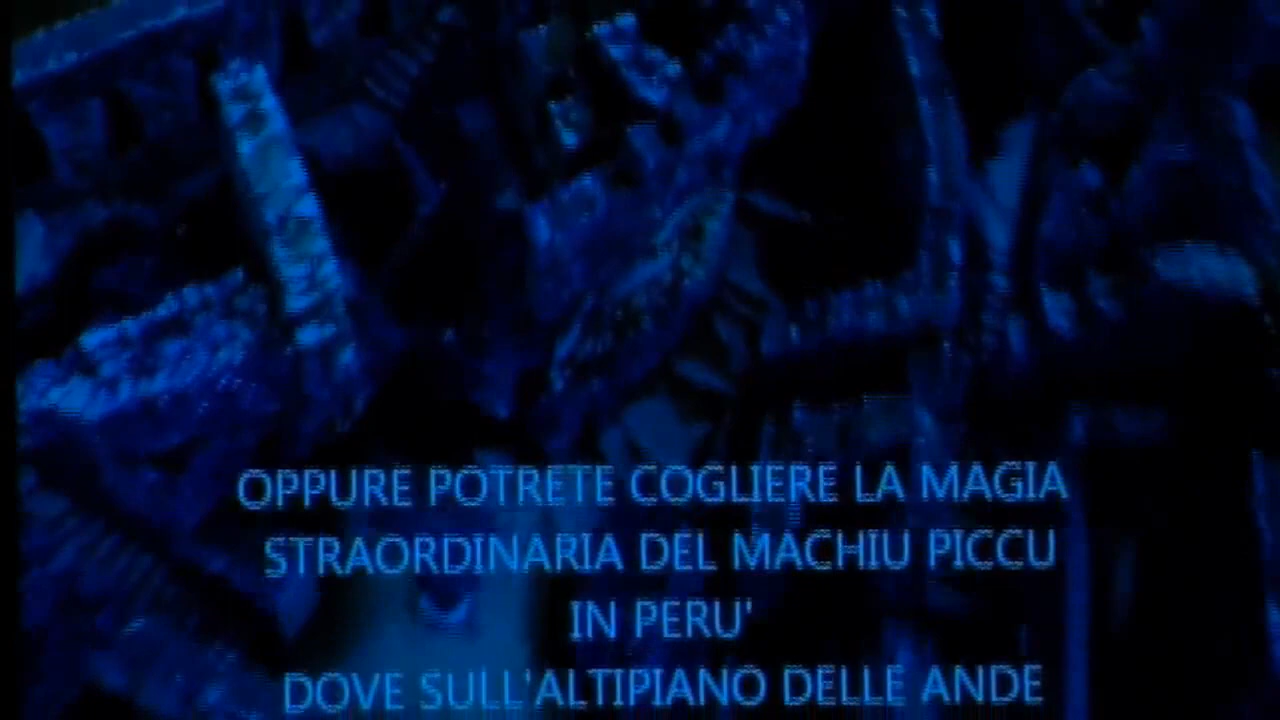 OPPURE POTRETE COGLIERE LA MAGIA
STRAORDINARIA DEL MACHIU PICCU
IN PERU'
DOVE SULL'ALTIPIANO DELLE ANDE